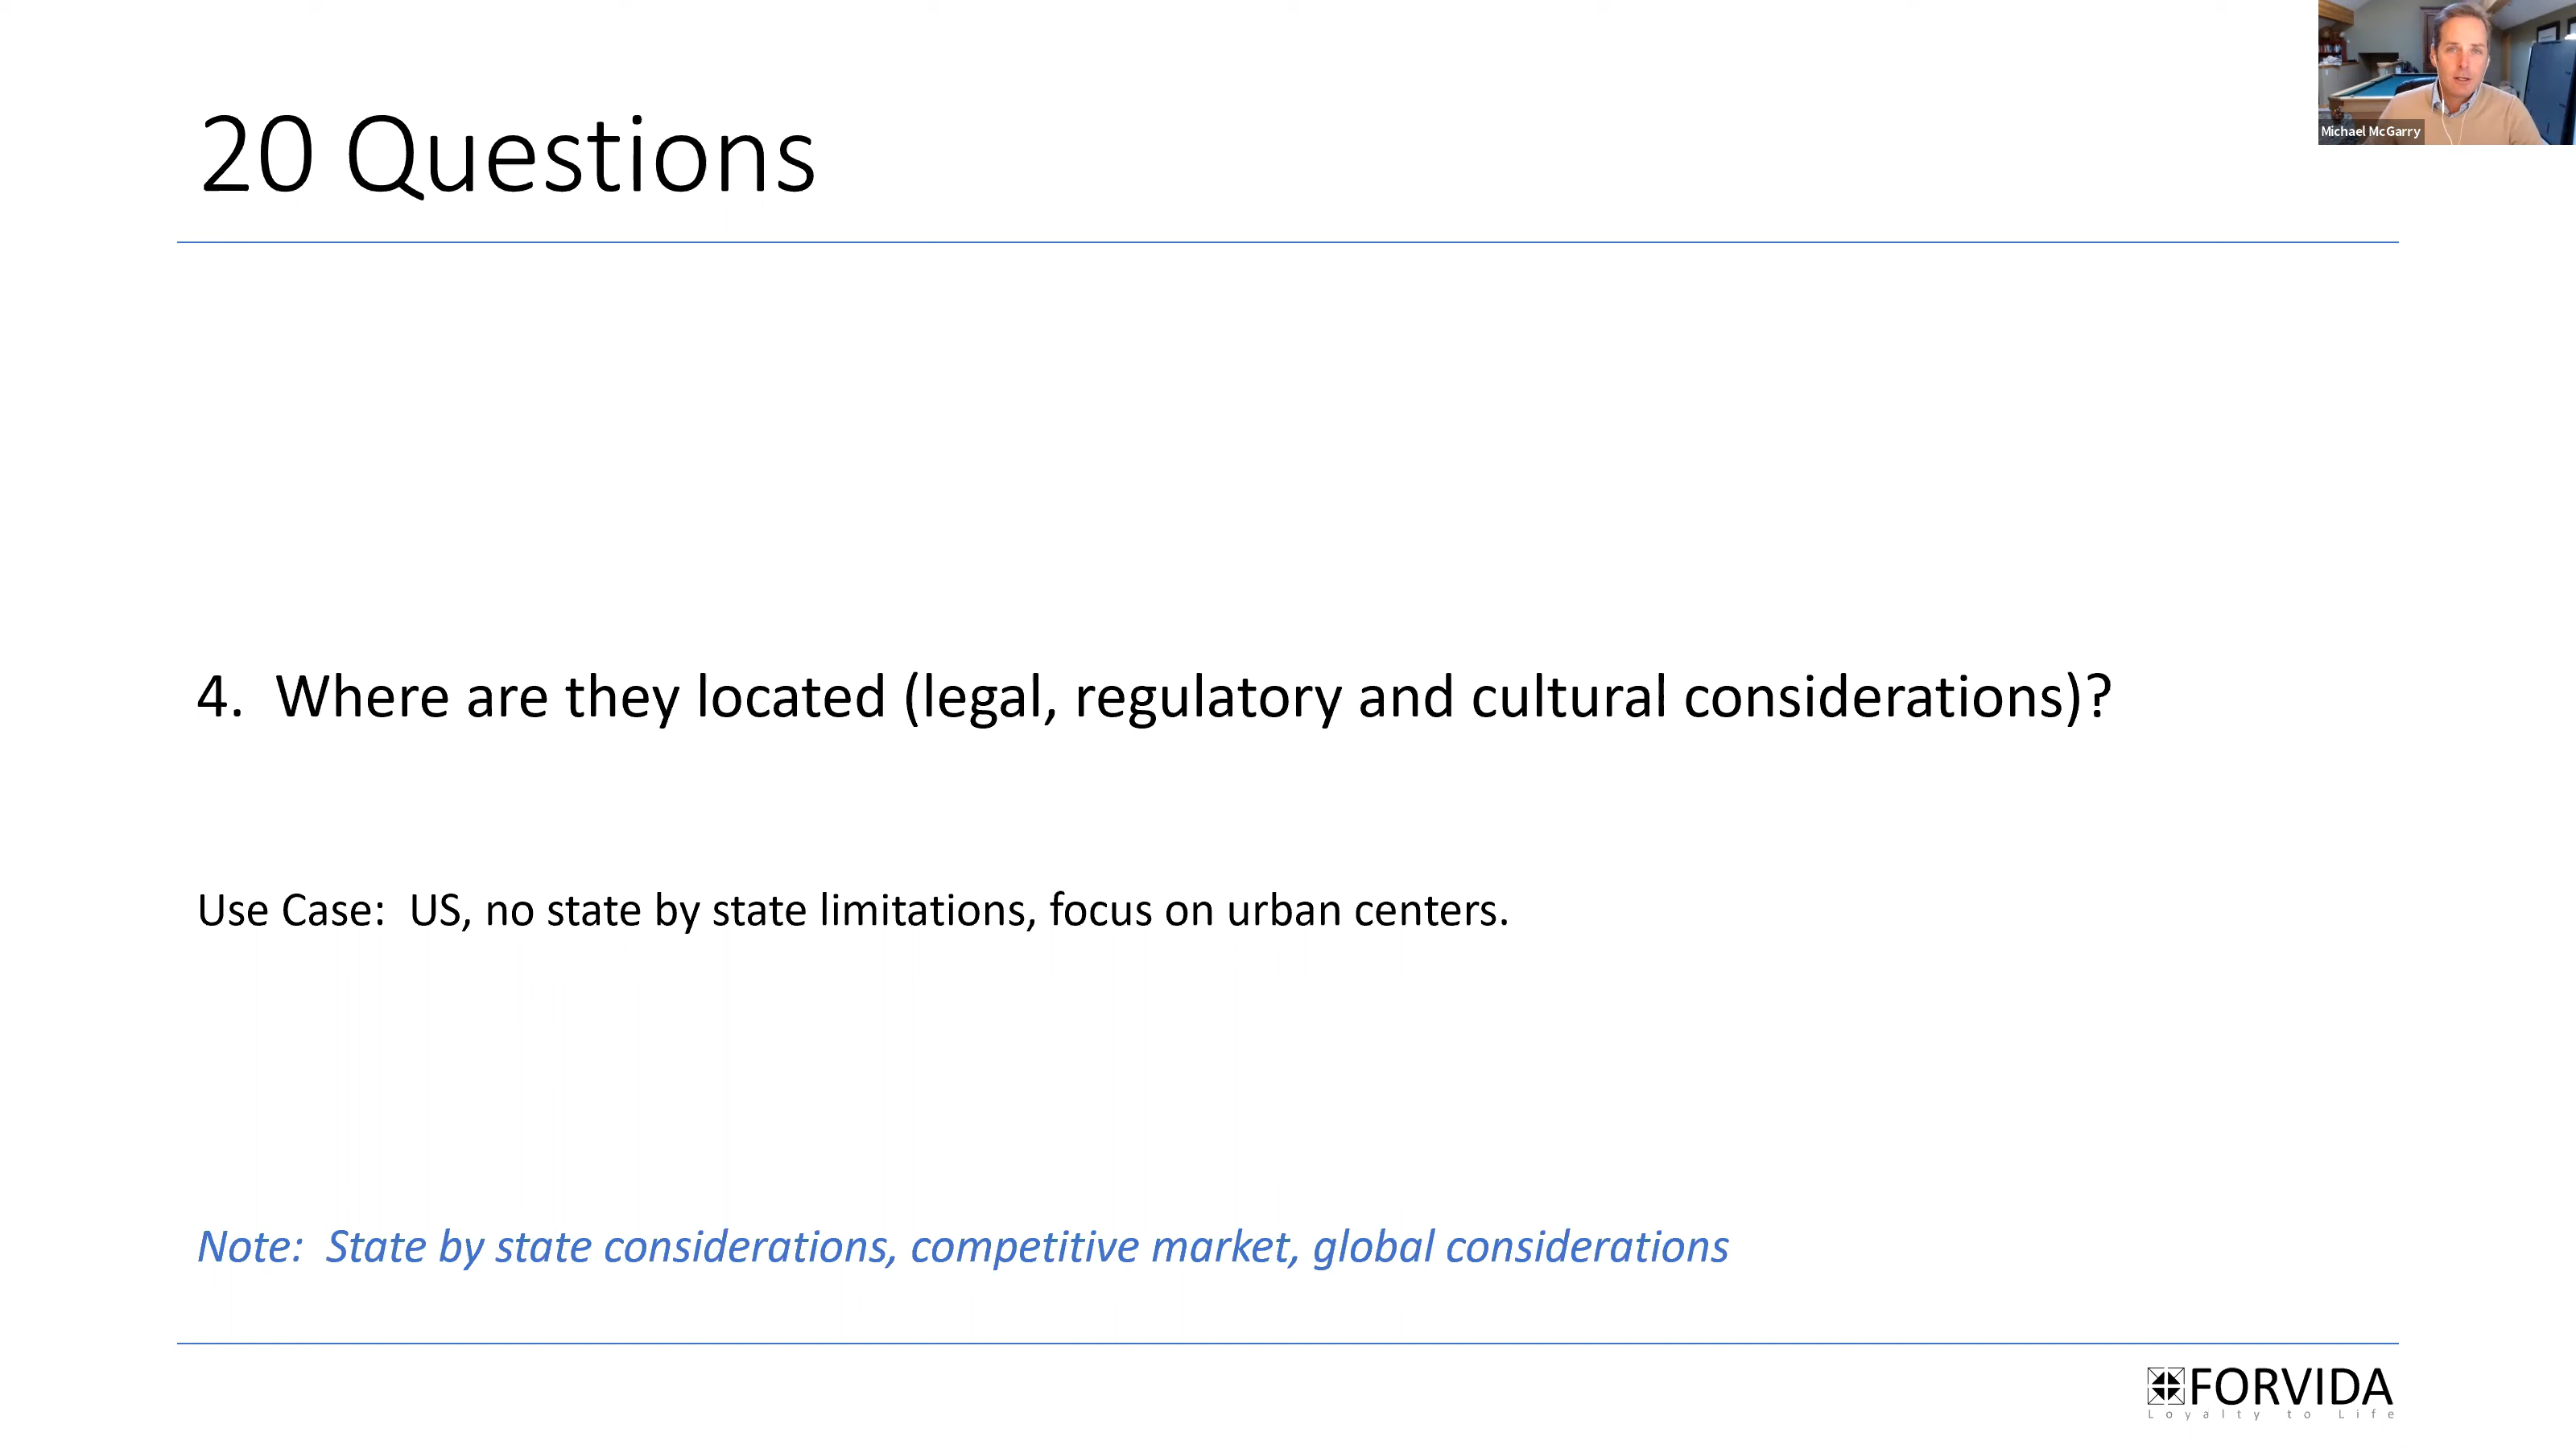 Michael McGarry
20 Questions
4. Where are they located (legal, regulatory and cultural considerations)?
Use Case: US, no state by state limitations, focus on urban centers.
Note: State by state considerations, competitive market, global considerations
FORVIDA
Loyalty to Life